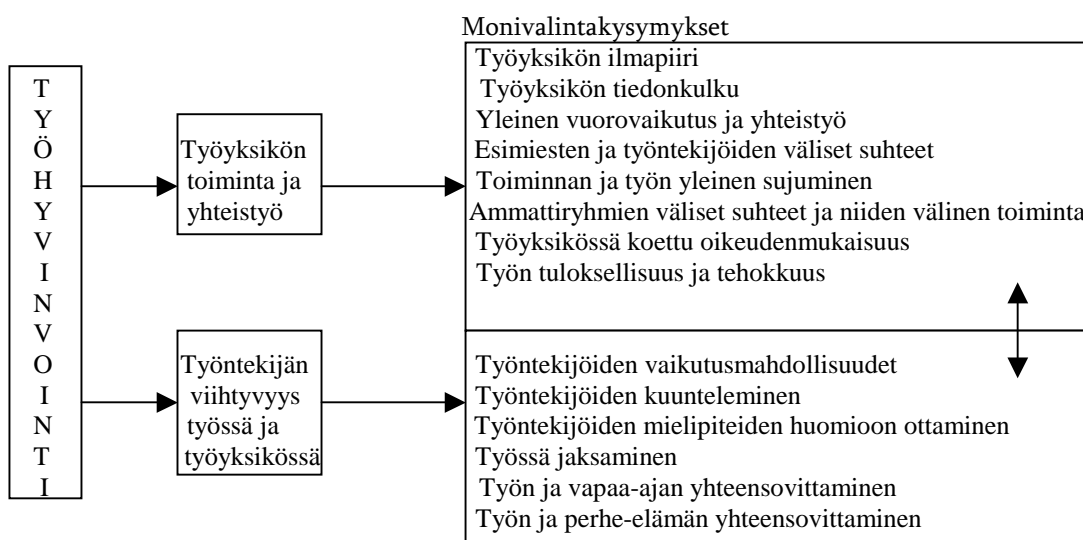 Monivalintakysymykset
TYÖHYVINVOINTI
Työyksikön
toiminta ja
yhteistyö
Työyksikön ilmapiiri
Työyksikön tiedonkulku
Yleinen vuorovaikutus ja yhteistyö
Esimiesten ja työntekijöiden väliset suhteet
Toiminnan ja työn yleinen sujuminen
Ammattiryhmien väliset suhteet ja niiden välinen toiminta
Työyksikössä koettu oikeudenmukaisuus
Työn tuloksellisuus ja tehokkuus
Työntekijän
viihtyvyys
työssä ja
työyksikössä
Työntekijöiden vaikutusmahdollisuudet
Työntekijöiden kuunteleminen
Työntekijöiden mielipiteiden huomioon ottaminen
Työssä jaksaminen
Työn ja vapaa-ajan yhteensovittaminen
Työn ja perhe-elämän yhteensovittaminen